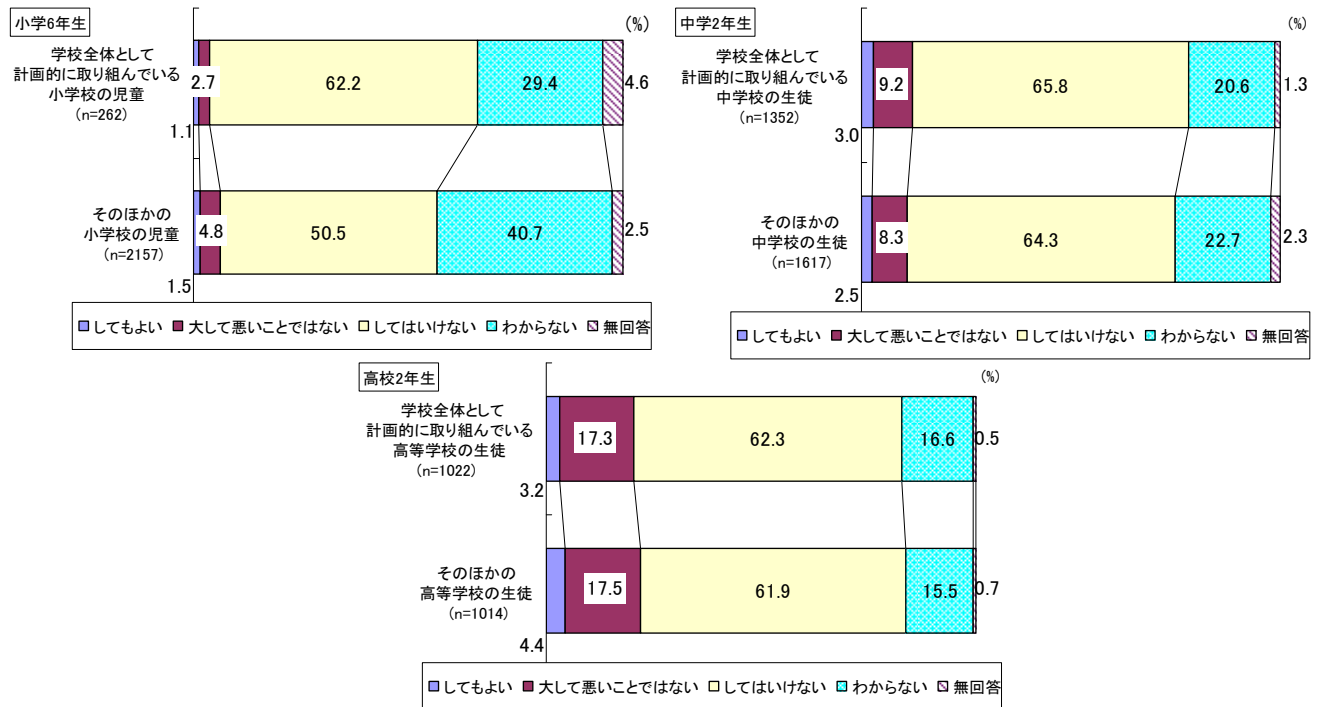 小学6年生
(%)
学校全体として
計画的に取り組んでいる
小学校の児童
(n=262)
1.1
2.7
62.2
29.4
4.6
そのほかの
小学校の児童
(n=2157)
1.5
4.8
50.5
40.7
2.5
してもよい 大して悪いことではない してはいけない わからない 無回答
中学2年生
(%)
学校全体として
計画的に取り組んでいる
中学校の生徒
(n=1352)
3.0
9.2
65.8
20.6
1.3
そのほかの
中学校の生徒
(n=1617)
2.5
8.3
64.3
22.7
2.3
してもよい 大して悪いことではない してはいけない わからない 無回答
高校2年生
(%)
学校全体として
計画的に取り組んでいる
高等学校の生徒
(n=1022)
3.2
17.3
62.3
16.6
0.5
そのほかの
高等学校の生徒
(n=1014)
4.4
17.5
61.9
15.5
0.7
してもよい 大して悪いことではない してはいけない わからない 無回答